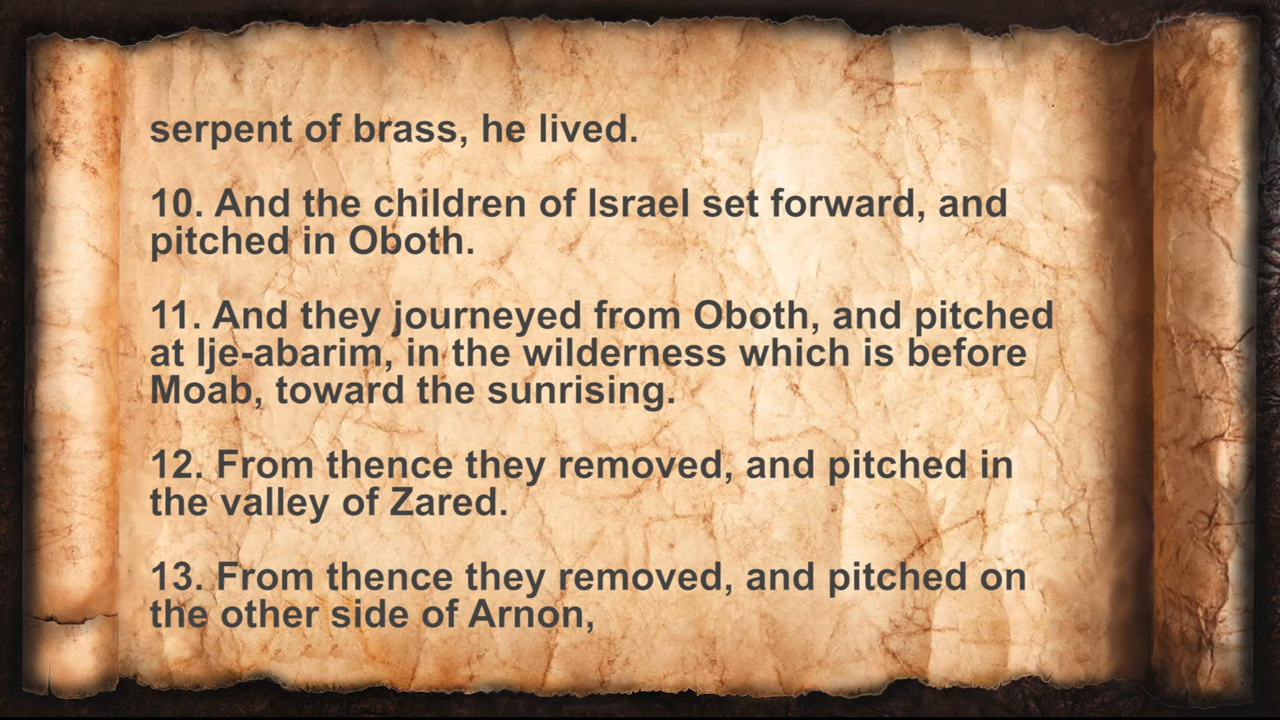 serpent of brass, he lived.
10. And the children of Israel set forward, and
pitched in Oboth.
11. And they journeyed from Oboth, and pitched
at Ije-abarim, in the wilderness which is before
Moab, toward the sunrising.
12. From thence they removed, and pitched in
the valley of Zared.
13. From thence they removed, and pitched on
the other side of Arnon,